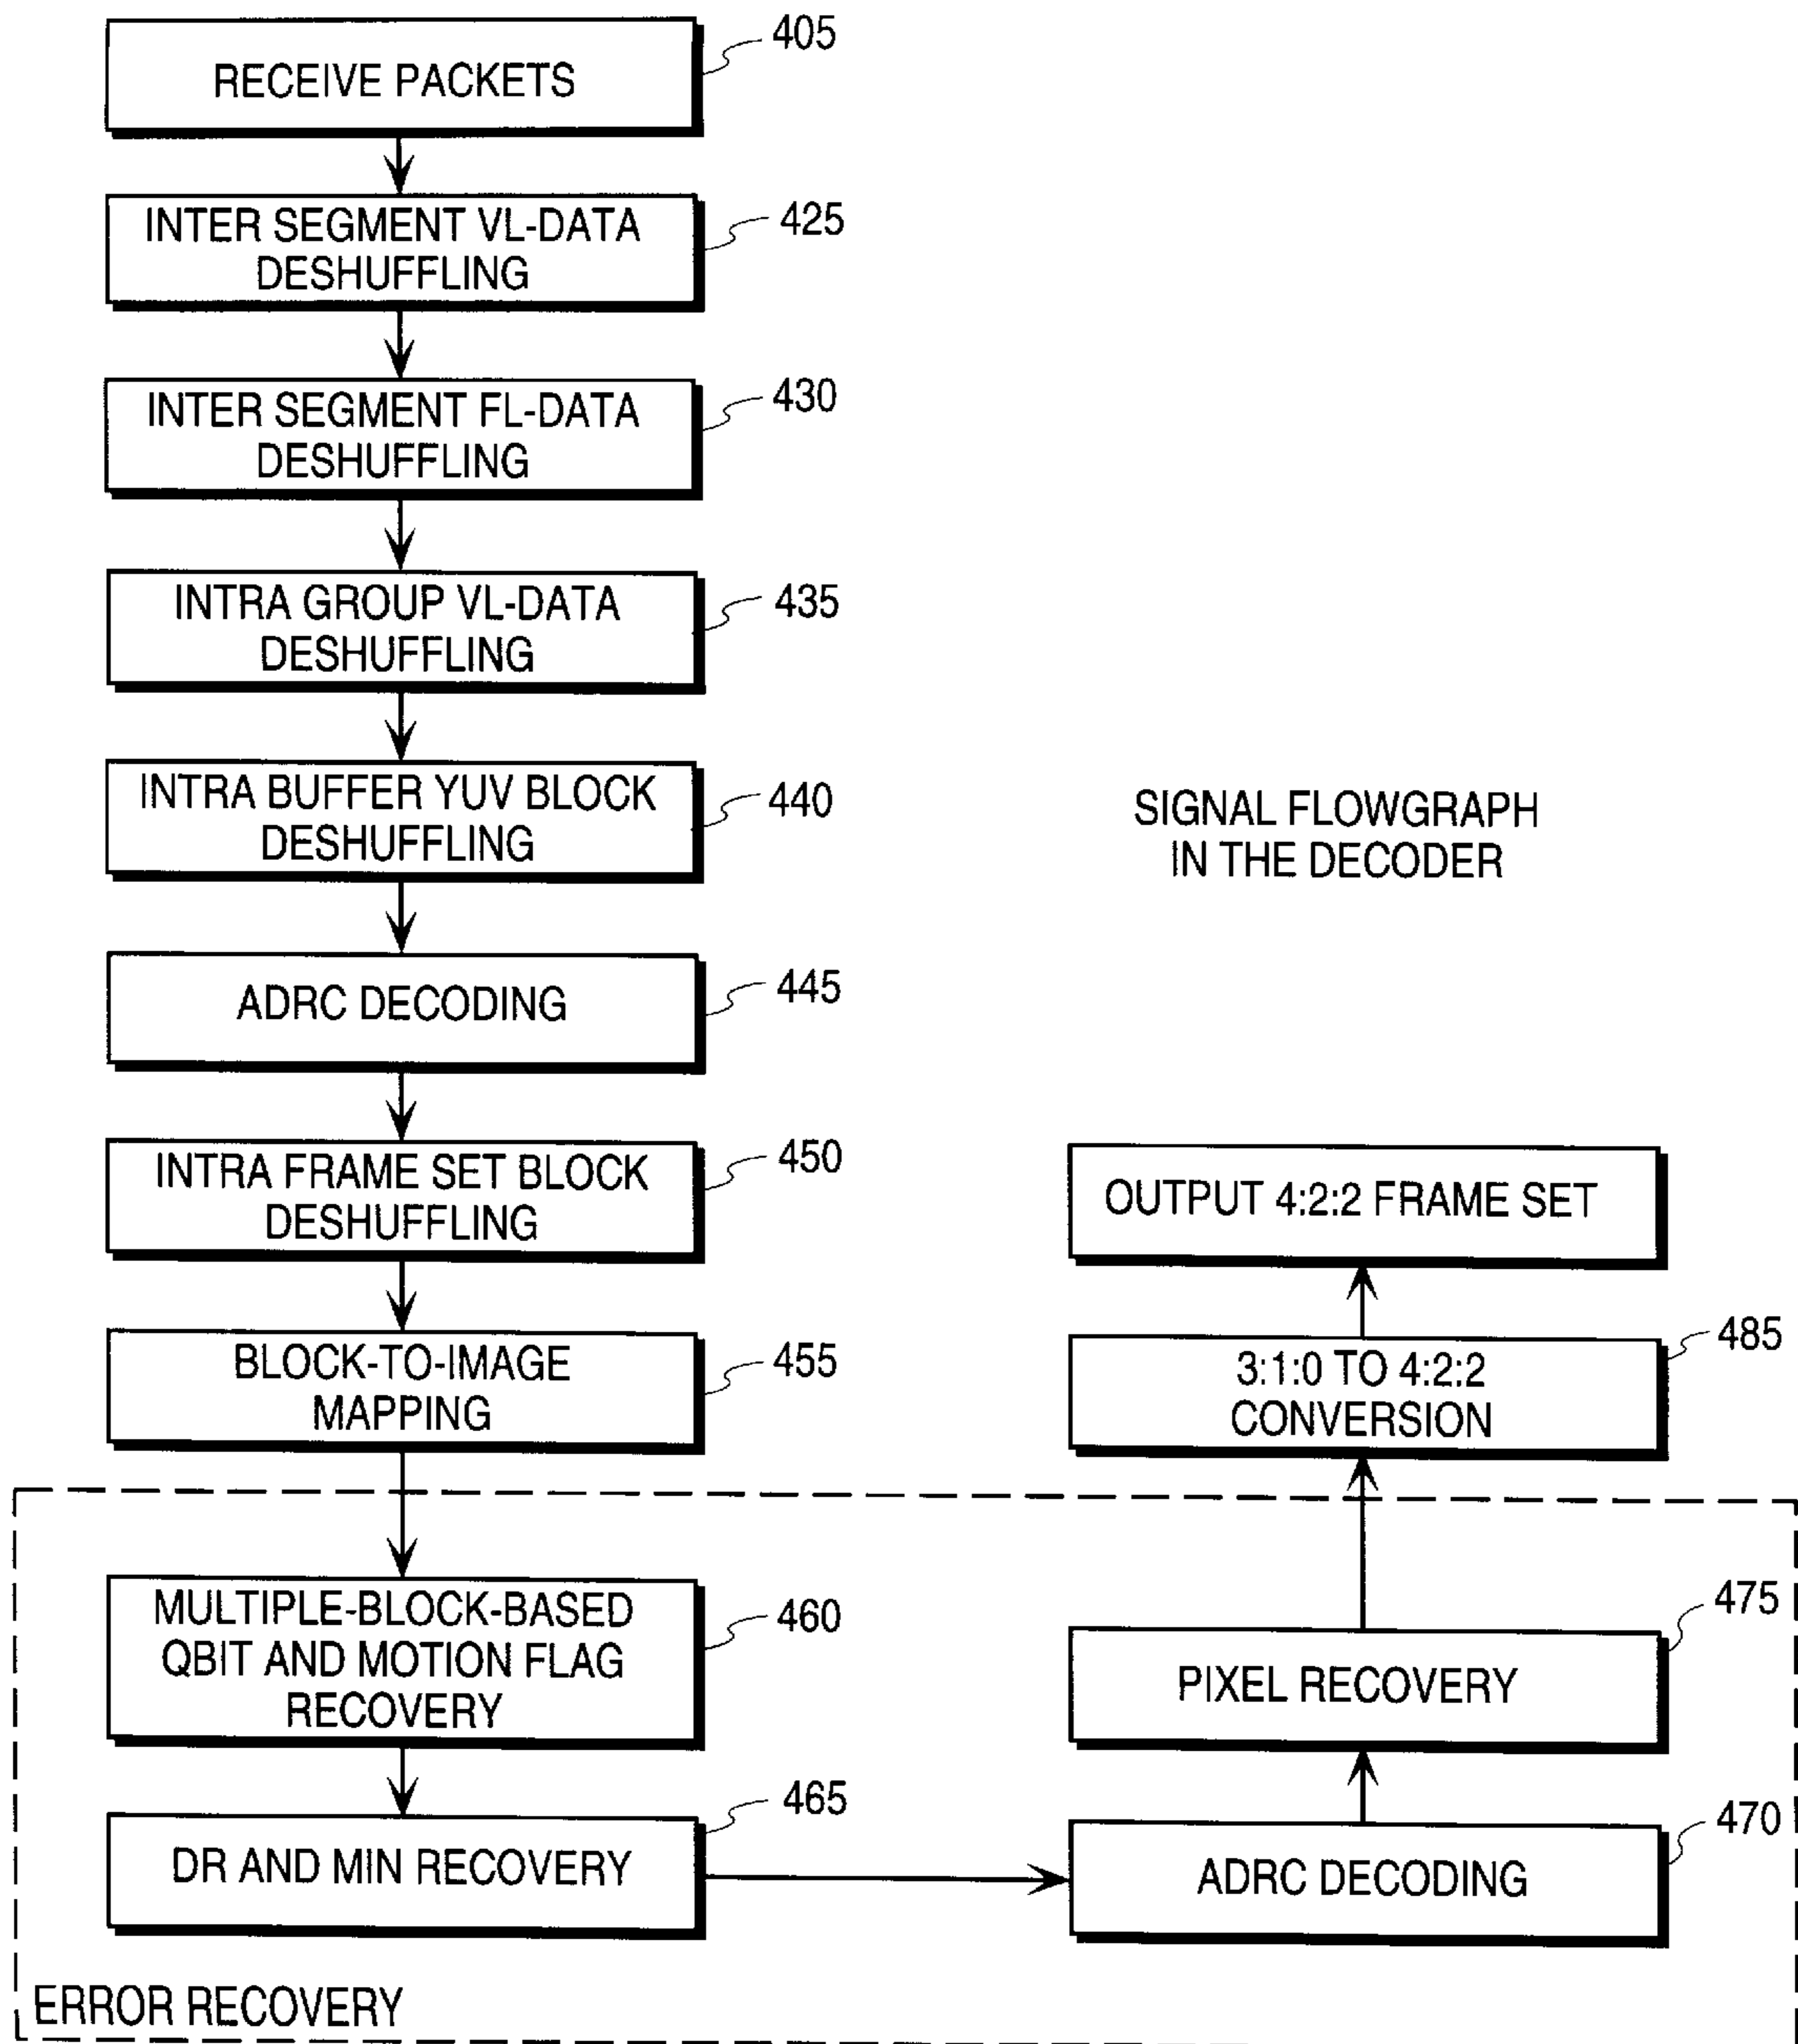 RECEIVE PACKETS
405
INTER SEGMENT VL-DATA
DESHUFFLING
425
INTER SEGMENT FL-DATA
DESHUFFLING
430
INTRA GROUP VL-DATA
DESHUFFLING
435
INTRA BUFFER YUV BLOCK
DESHUFFLING
440
SIGNAL FLOWGRAPH
IN THE DECODER
ADRC DECODING
445
INTRA FRAME SET BLOCK
DESHUFFLING
450
BLOCK-TO-IMAGE
MAPPING
455
MULTIPLE-BLOCK-BASED
QBIT AND MOTION FLAG
RECOVERY
460
DR AND MIN RECOVERY
465
ADRC DECODING
470
PIXEL RECOVERY
475
3:1:0 TO 4:2:2
CONVERSION
485
OUTPUT 4:2:2 FRAME SET
ERROR RECOVERY